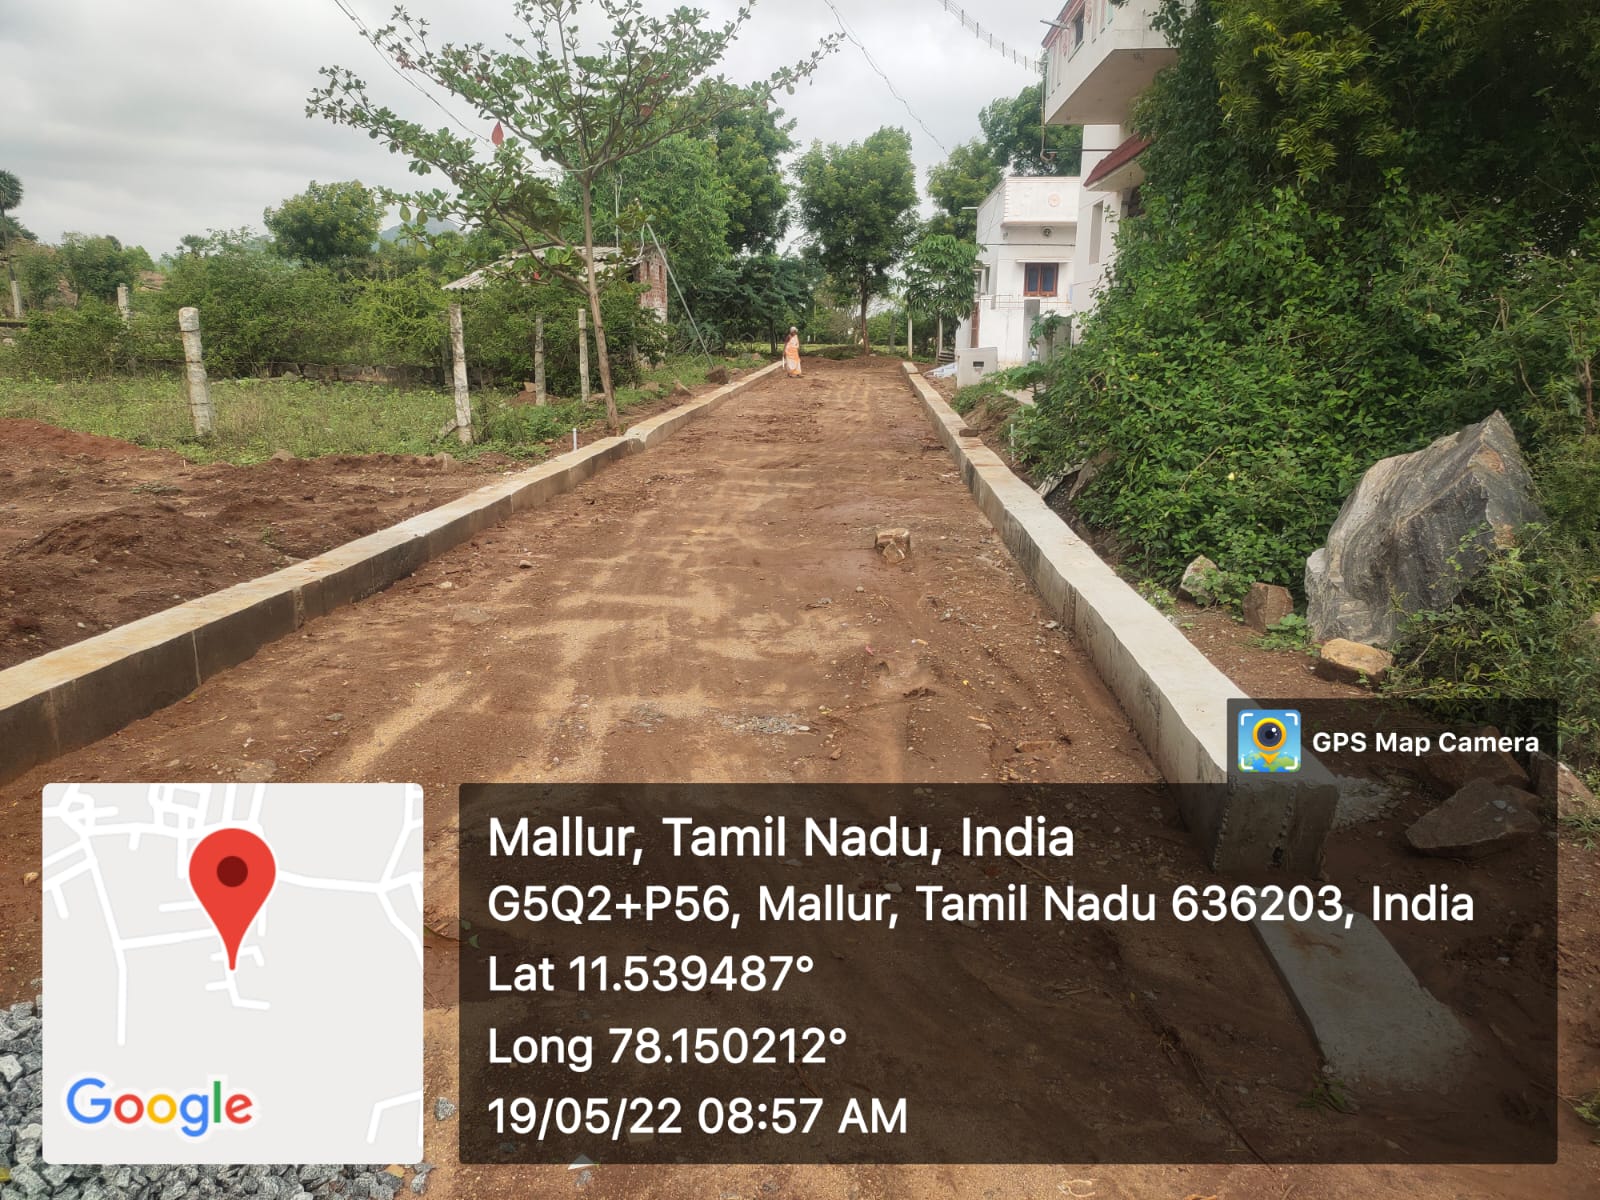 GPS Map Camera
Mallur, Tamil Nadu, India
G5Q2+P56, Mallur, Tamil Nadu 636203, India
Lat 11.539487°
Long 78.150212°
19/05/22 08:57 AM
Google